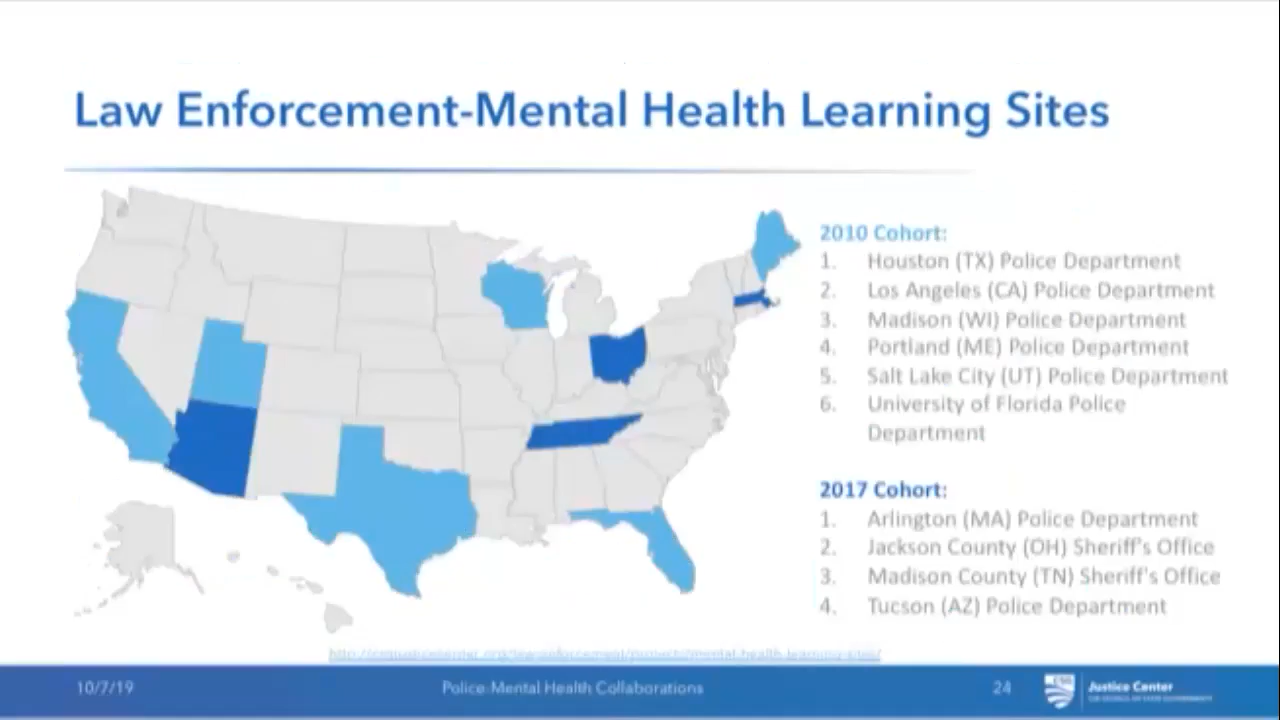 Law Enforcement-Mental Health Learning Sites
2010 Cohort:
1. Houston (TX) Police Department
2. Los Angeles (CA) Police Department
3. Madison (WI) Police Department
4. Portland (ME) Police Department
5. Salt Lake City (UT) Police Department
6. University of Florida Police
Department
2017 Cohort:
1. Arlington (MA) Police Department
2. Jackson County (OH) Sheriff's Office
3. Madison County (TN) Sheriff's Office
4. Tucson (AZ) Police Department
10/7/19
Police-Mental Health Collaborations
24
Justice Center